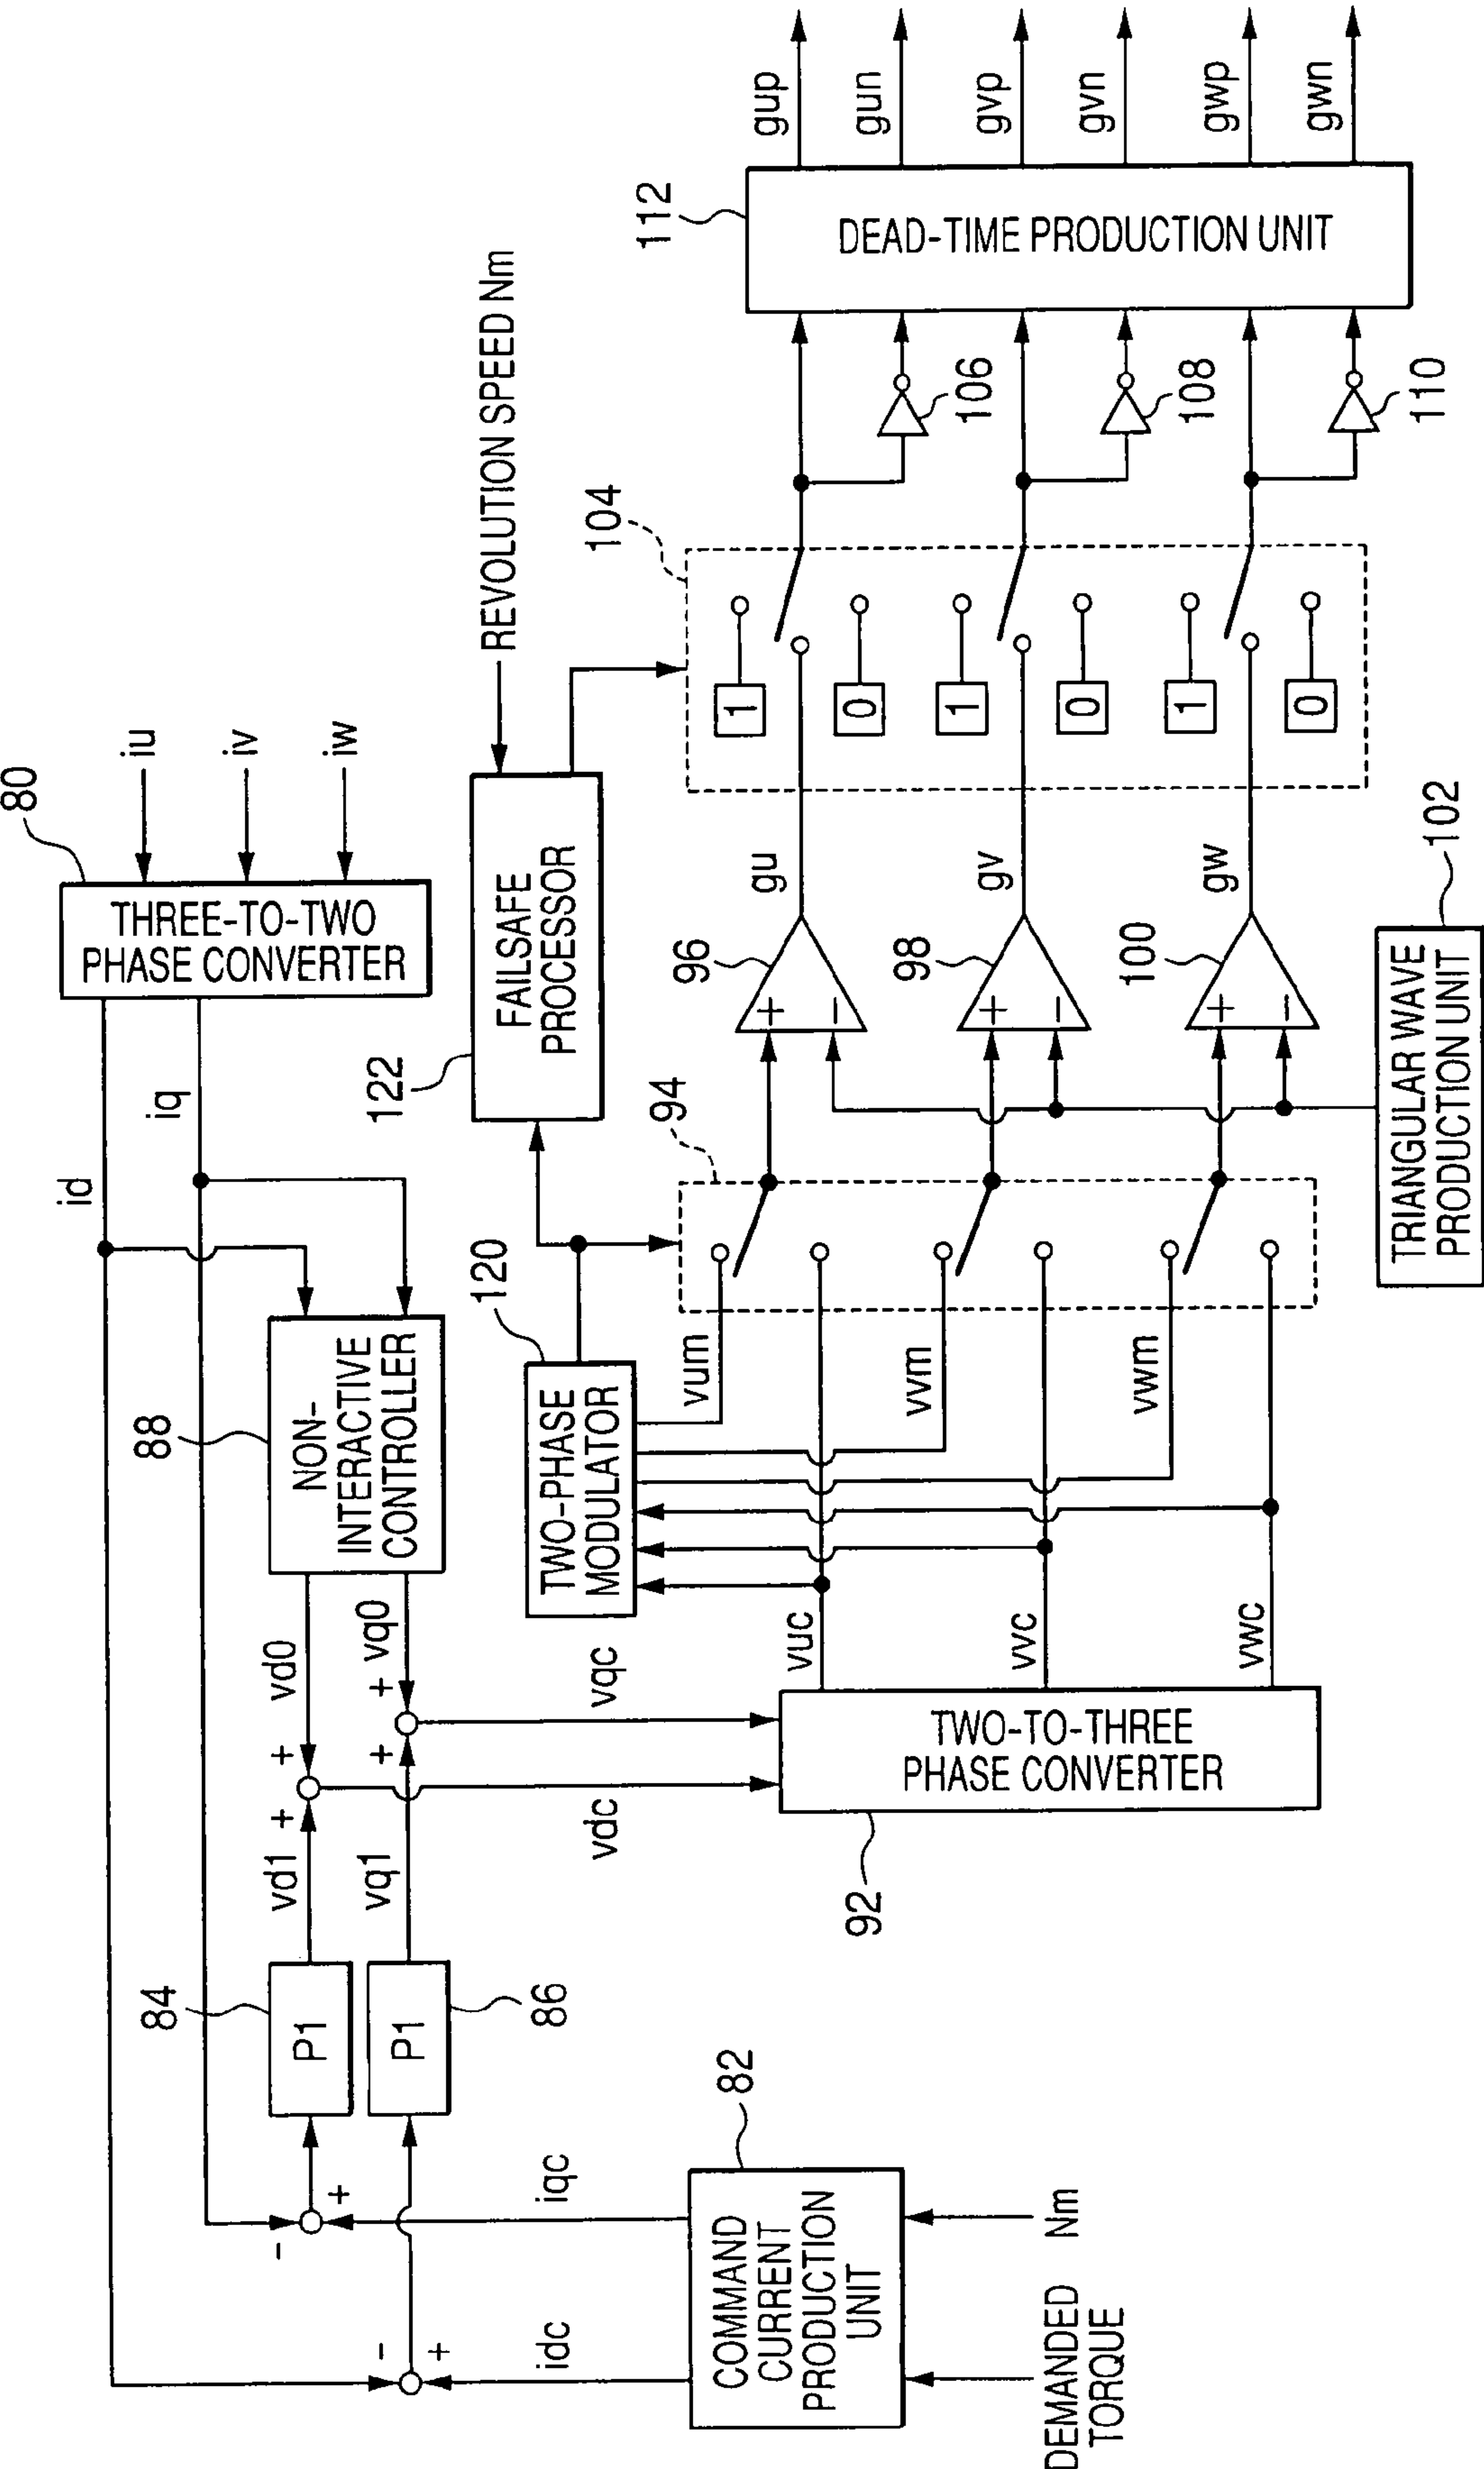 80
iu
iv
iw
THREE-TO-TWO
PHASE CONVERTER
id
iq
REVOLUTION SPEED Nm
122
FAILSAFE
PROCESSOR
88
NON-
INTERACTIVE
CONTROLLER
84
P1
86
P1
vd1
vq1
vd0
vq0
+
+
+
+
vqc
vdc
-
+
-
+
iqc
idc
82
COMMAND
CURRENT
PRODUCTION
UNIT
DEMANDED
TORQUE
Nm
92
TWO-TO-THREE
PHASE CONVERTER
vuc
vvc
vwc
120
TWO-PHASE
MODULATOR
vum
vvm
vwm
94
96
+
−
98
+
−
100
+
−
gu
gv
gw
102
TRIANGULAR WAVE
PRODUCTION UNIT
104
1
0
1
0
1
0
106
108
110
112
DEAD-TIME PRODUCTION UNIT
gup
gun
gvp
gvn
gwp
gwn